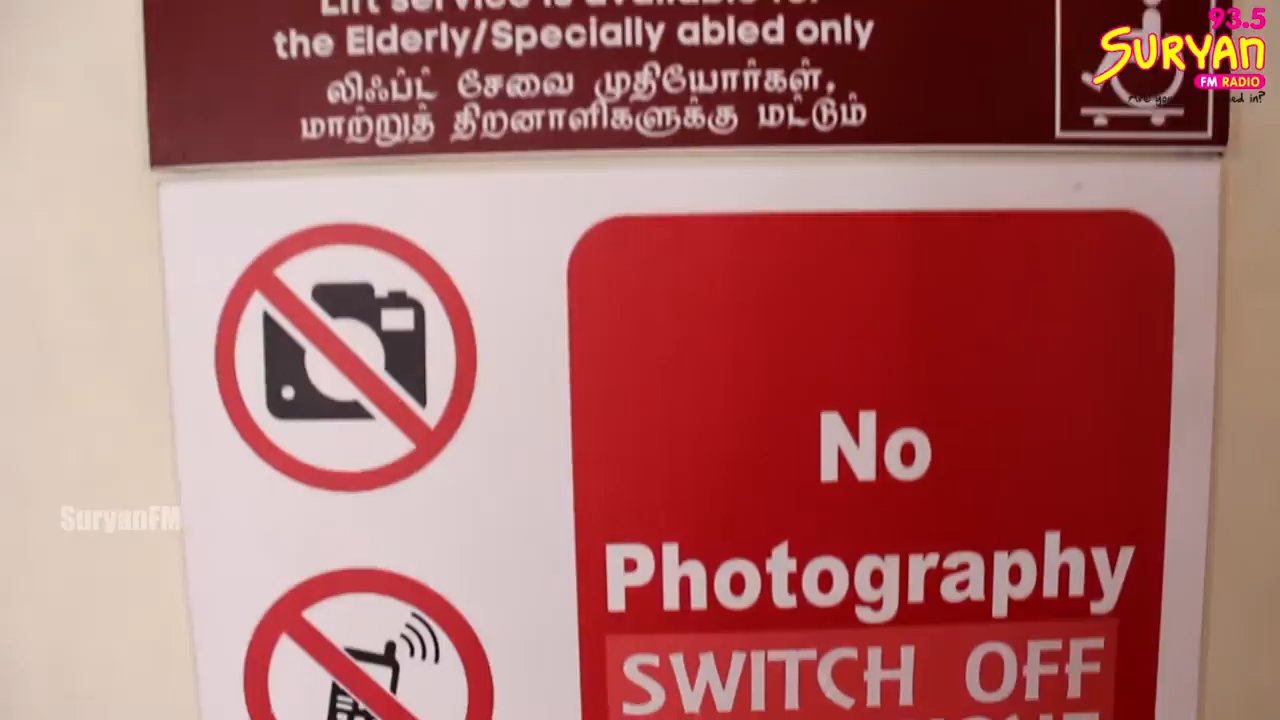 the Elderly/Specially abled only
லிஃப்ட் சேவை முதியோர்கள்,
மாற்றுத் திறனாளிகளுக்கு மட்டும்
93.5
SURYAN
FM RADIO
No
Photography
SWITCH OFF
SuryanFM